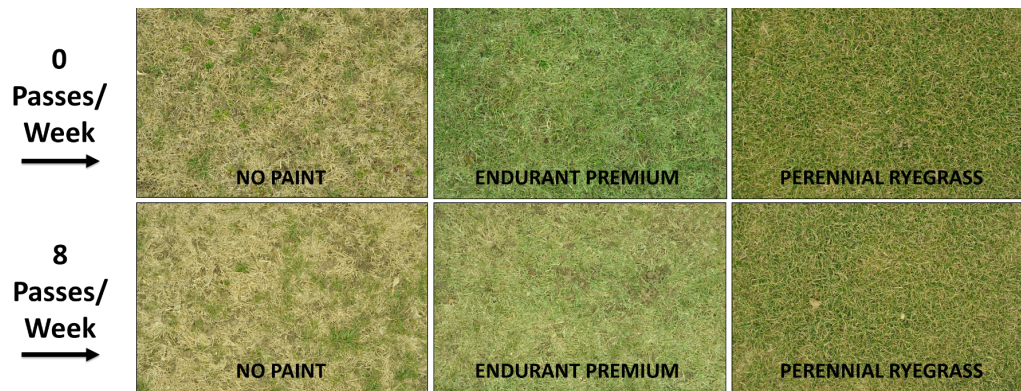 0
Passes/
Week
NO PAINT
ENDURANT PREMIUM
PERENNIAL RYEGRASS
8
Passes/
Week
NO PAINT
ENDURANT PREMIUM
PERENNIAL RYEGRASS